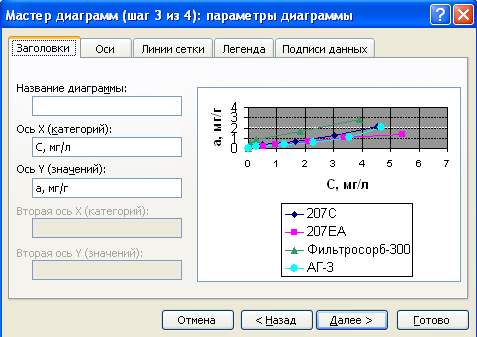 Мастер диаграмм (шаг 3 из 4): параметры диаграммы
Заголовки Оси Линии сетки Легенда Подписи данных
Название диаграммы:
Ось X (категорий):
C, мг/л
Ось Y (значений):
a, мг/г
Вторая ось X (категорий):
Вторая ось Y (значений):
a, мг/г
4
3
2
1
0
0 1 2 3 4 5 6 7
C, мг/л
207C
207EA
Фильтросорб-300
АГ-3
Отмена < Назад Далее > Готово